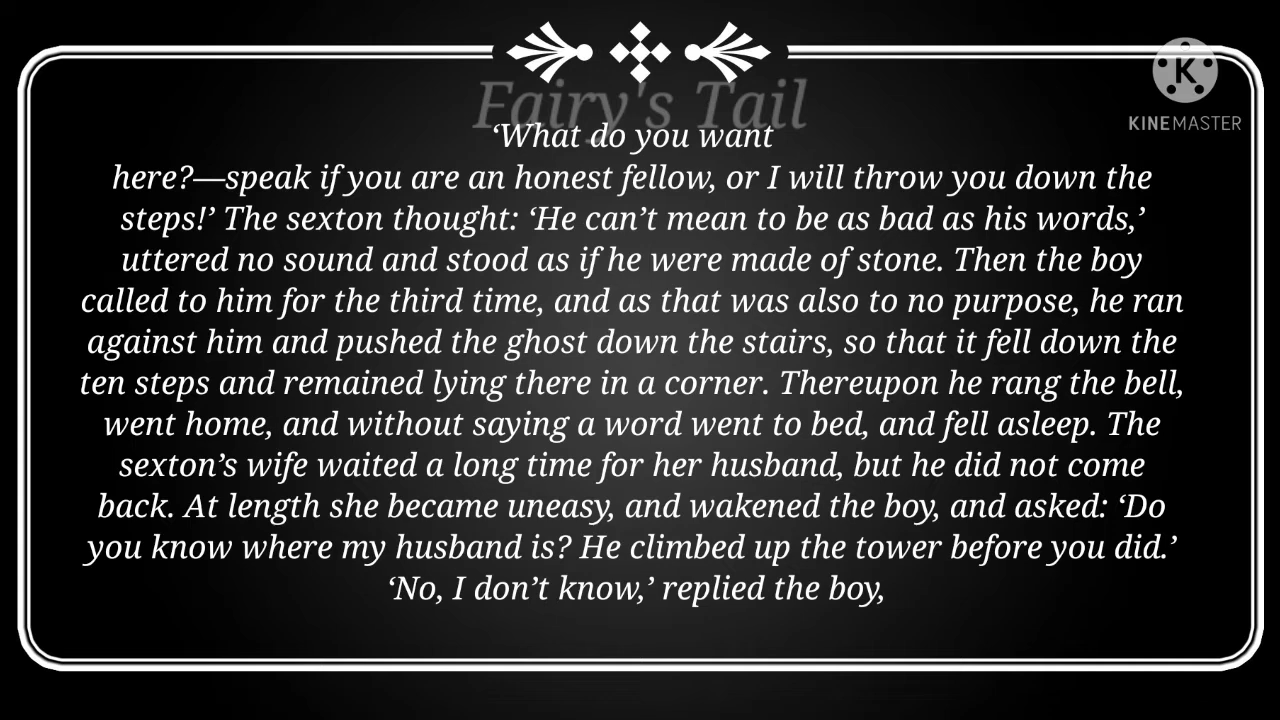 Fairy's Tail
K
KINEMASTER
‘What do you want
here?—speak if you are an honest fellow, or I will throw you down the
steps!’ The sexton thought: ‘He can’t mean to be as bad as his words,’
uttered no sound and stood as if he were made of stone. Then the boy
called to him for the third time, and as that was also to no purpose, he ran
against him and pushed the ghost down the stairs, so that it fell down the
ten steps and remained lying there in a corner. Thereupon he rang the bell,
went home, and without saying a word went to bed, and fell asleep. The
sexton’s wife waited a long time for her husband, but he did not come
back. At length she became uneasy, and wakened the boy, and asked: ‘Do
you know where my husband is? He climbed up the tower before you did.’
‘No, I don’t know,’ replied the boy,